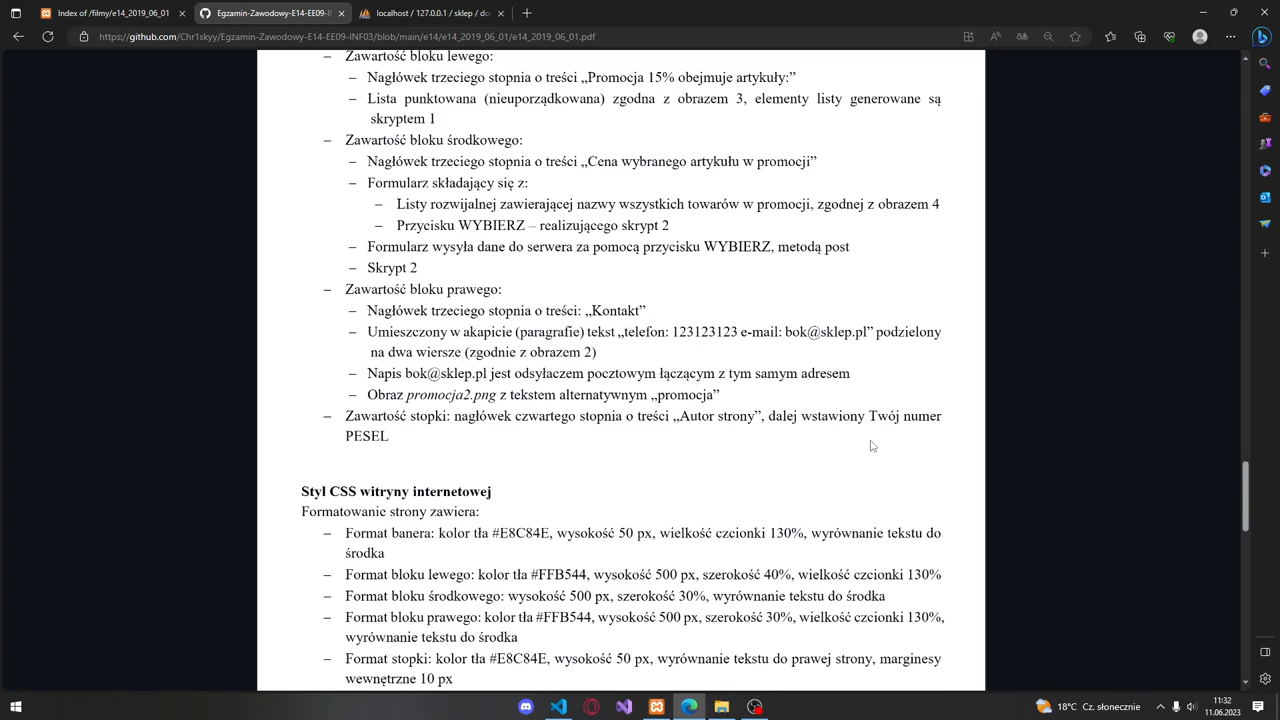 Index of /filmy/e14_2019_06_01
Egzamin-Zawodowy-E14-EE09-I
localhost / 127.0.0.1 / sklep / do
https://github.com/Chr1skyy/Egzamin-Zawodowy-E14-EE09-INF03/blob/main/e14/e14_2019_06_01/e14_2019_06_01.pdf
– Zawartość bloku lewego:
– Nagłówek trzeciego stopnia o treści „Promocja 15% obejmuje artykuły:”
– Lista punktowana (nieuporządkowana) zgodna z obrazem 3, elementy listy generowane są
skryptem 1
– Zawartość bloku środkowego:
– Nagłówek trzeciego stopnia o treści „Cena wybranego artykułu w promocji”
– Formularz składający się z:
– Listy rozwijalnej zawierającej nazwy wszystkich towarów w promocji, zgodnej z obrazem 4
– Przycisku WYBIERZ – realizującego skrypt 2
– Formularz wysyła dane do serwera za pomocą przycisku WYBIERZ, metodą post
– Skrypt 2
– Zawartość bloku prawego:
– Nagłówek trzeciego stopnia o treści: „Kontakt”
– Umieszczony w akapicie (paragrafie) tekst „telefon: 123123123 e-mail: bok@sklep.pl” podzielony
na dwa wiersze (zgodnie z obrazem 2)
– Napis bok@sklep.pl jest odsyłaczem pocztowym łączącym z tym samym adresem
– Obraz promocja2.png z tekstem alternatywnym „promocja”
– Zawartość stopki: nagłówek czwartego stopnia o treści „Autor strony”, dalej wstawiony Twój numer
PESEL
Styl CSS witryny internetowej
Formatowanie strony zawiera:
– Format banera: kolor tła #E8C84E, wysokość 50 px, wielkość czcionki 130%, wyrównanie tekstu do
środka
– Format bloku lewego: kolor tła #FFB544, wysokość 500 px, szerokość 40%, wielkość czcionki 130%
– Format bloku środkowego: wysokość 500 px, szerokość 30%, wyrównanie tekstu do środka
– Format bloku prawego: kolor tła #FFB544, wysokość 500 px, szerokość 30%, wielkość czcionki 130%,
wyrównanie tekstu do środka
– Format stopki: kolor tła #E8C84E, wysokość 50 px, wyrównanie tekstu do prawej strony, marginesy
wewnętrzne 10 px
18°C Cz. słonecznie
11:32
11.06.2023